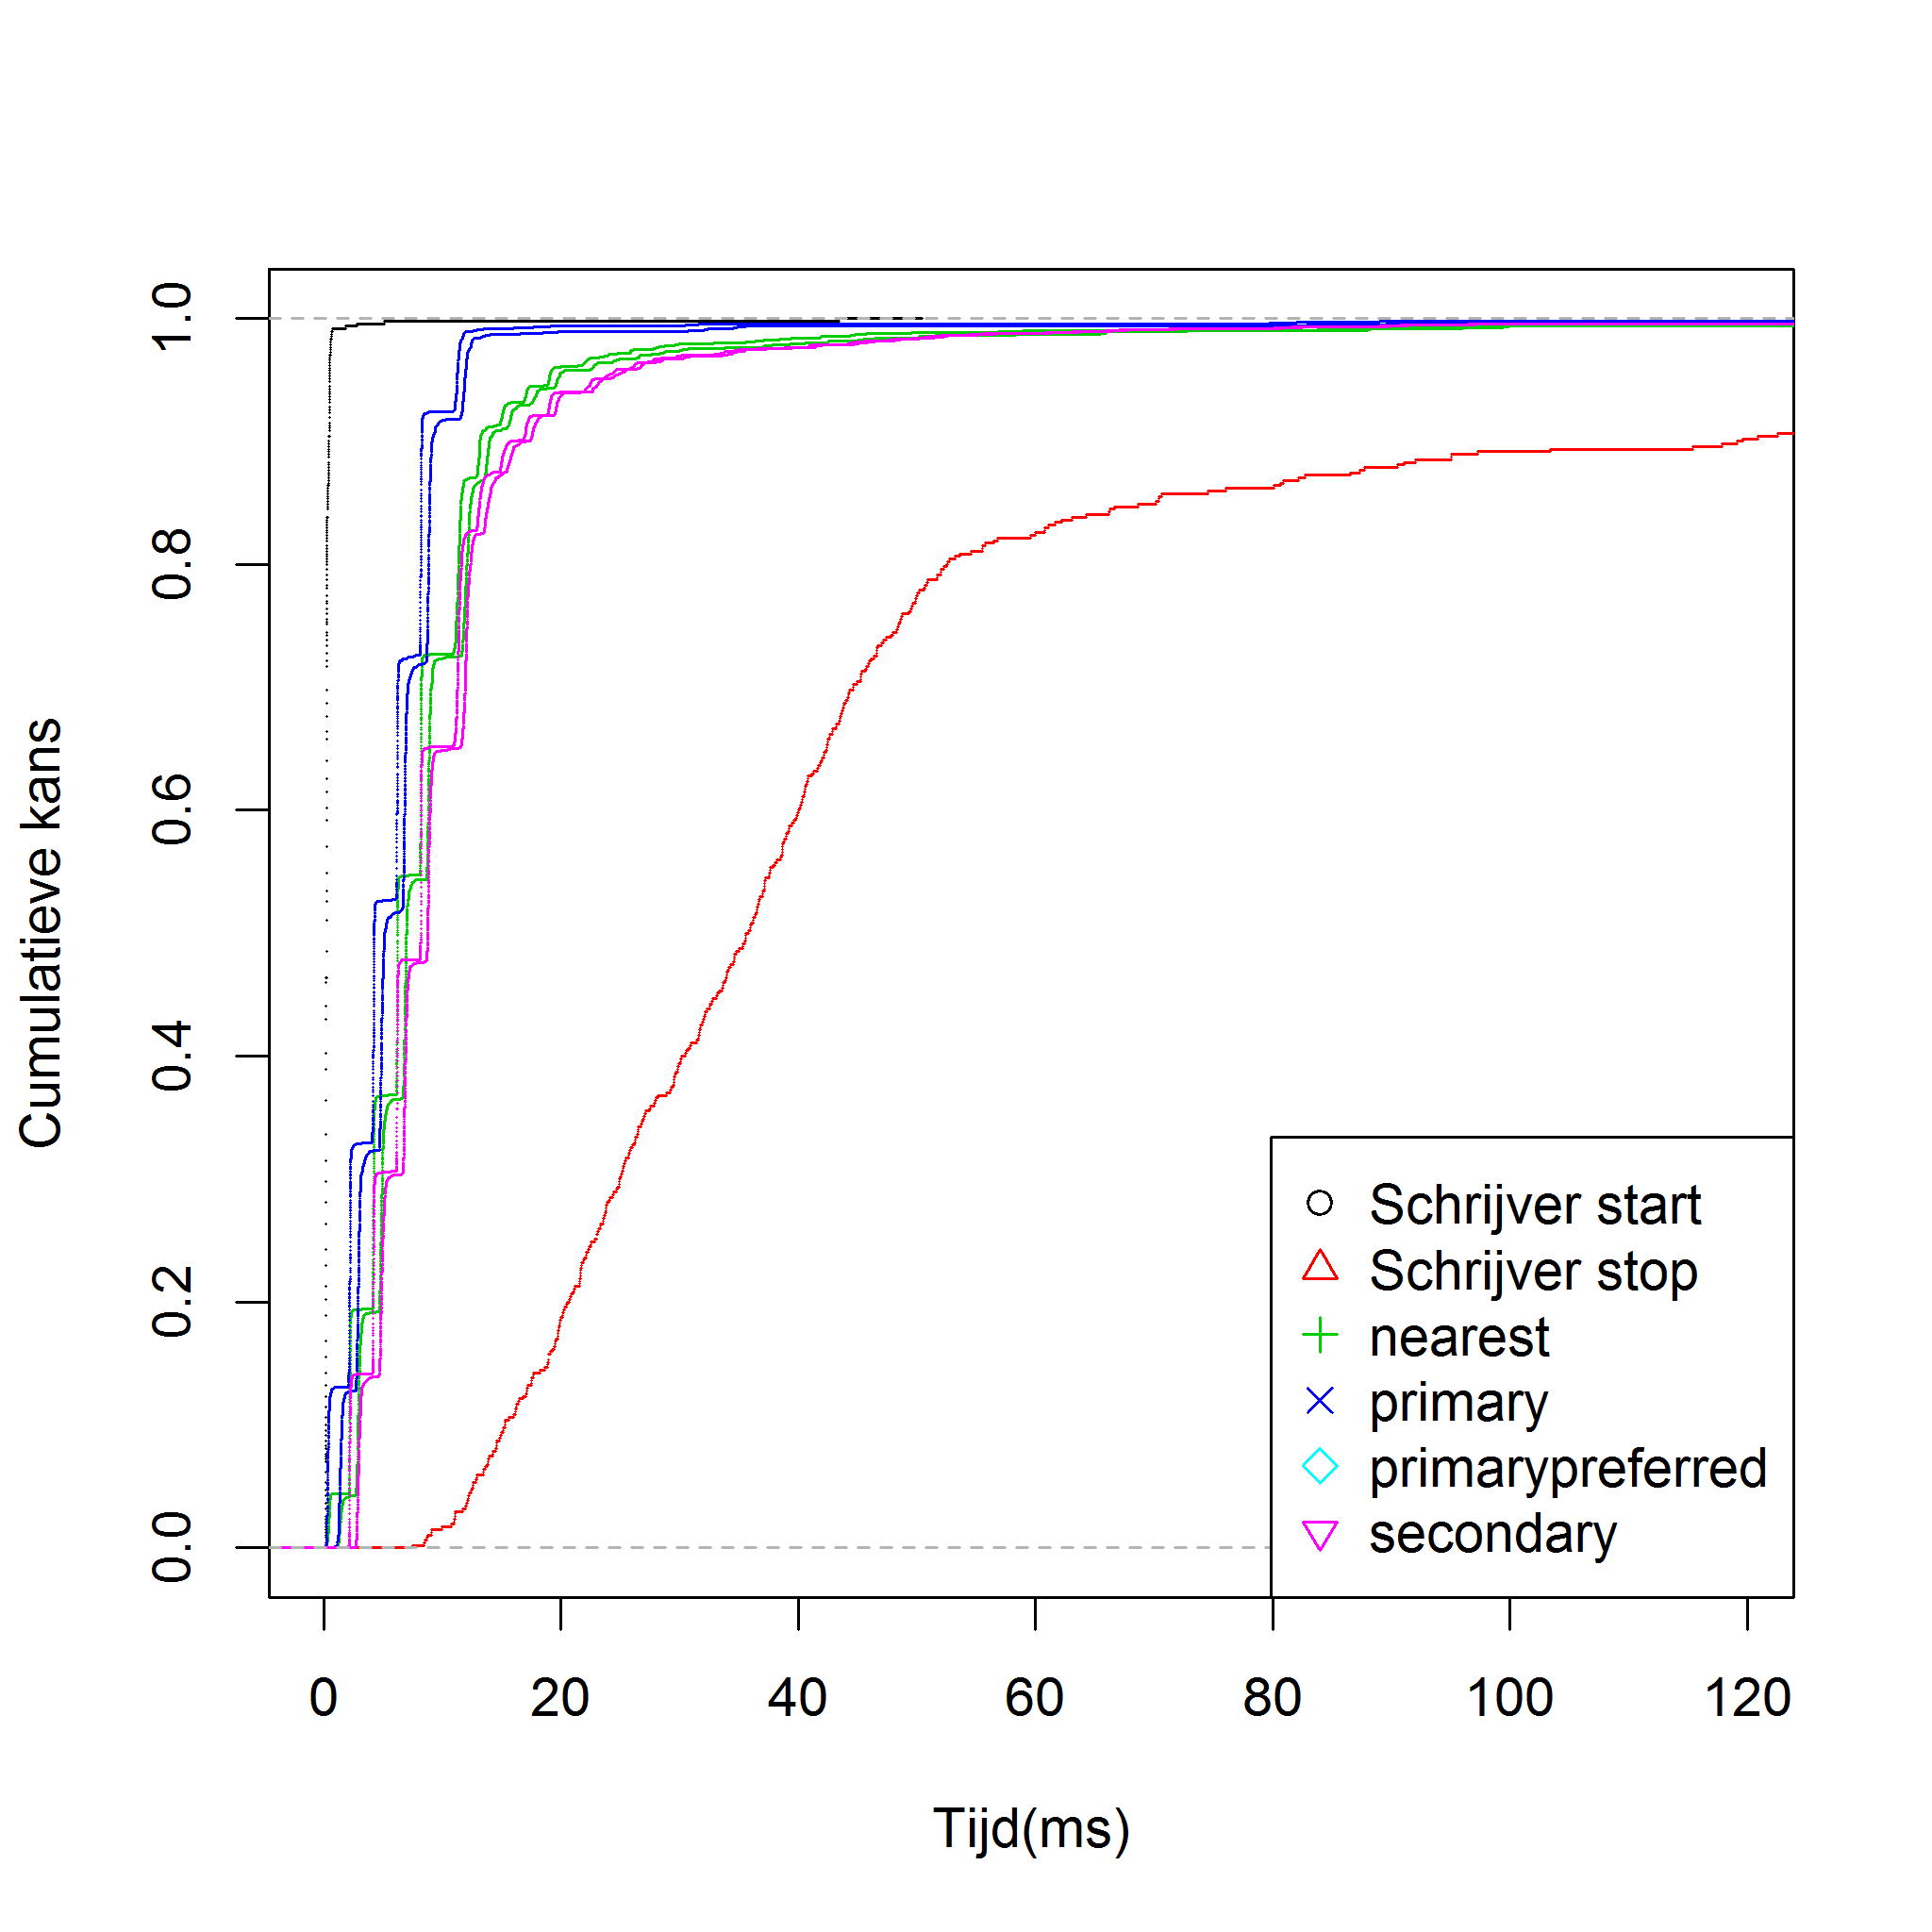 Cumulatieve kans
1.0
0.8
0.6
0.4
0.2
0.0
Schrijver start
Schrijver stop
nearest
primary
primarypreferred
secondary
0 20 40 60 80 100 120
Tijd(ms)